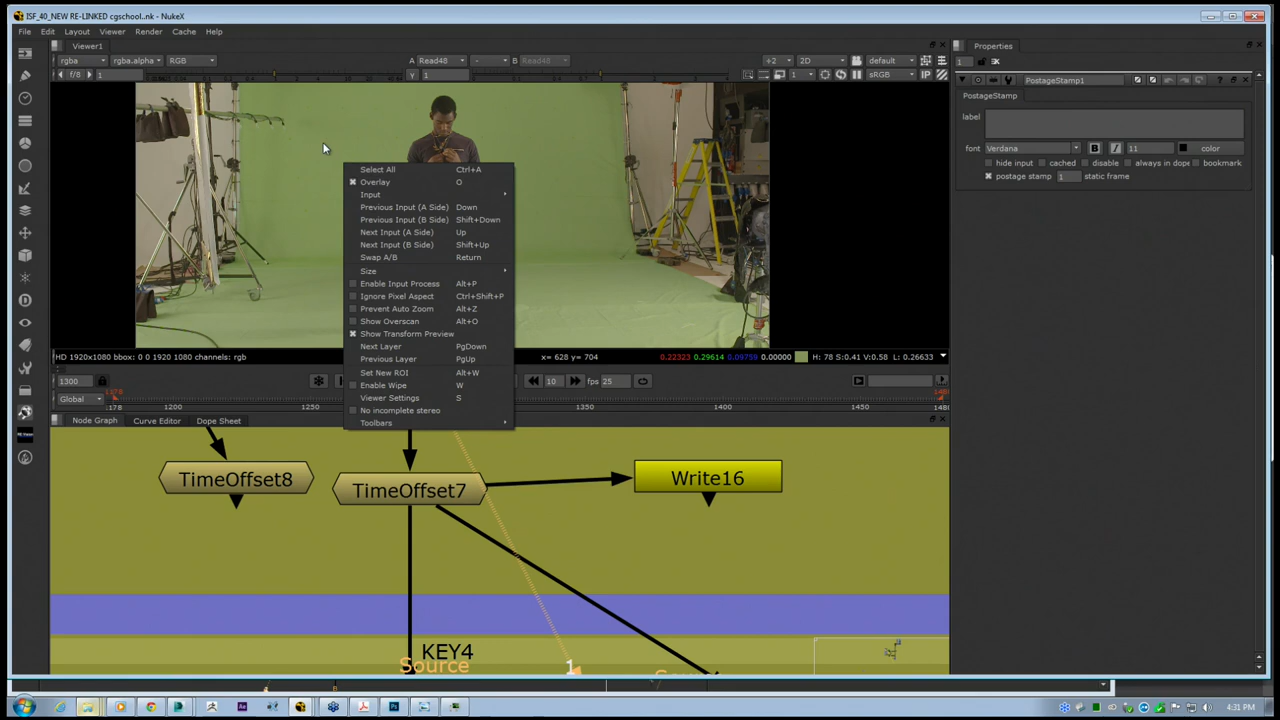 ISF_40_NEW RE-LINKED cgschool..nk - NukeX
File Edit Layout Viewer Render Cache Help
Viewer1
rgba rgba.alpha RGB A Read48 - B Read48 ÷2 2D default
f/8 1 Y 1 1 sRGB IP
Select All Ctrl+A
Overlay O
Input
Previous Input (A Side) Down
Previous Input (B Side) Shift+Down
Next Input (A Side) Up
Next Input (B Side) Shift+Up
Swap A/B Return
Size
Enable Input Process Alt+P
Ignore Pixel Aspect Ctrl+Shift+P
Prevent Auto Zoom Alt+Z
Show Overscan Alt+O
Show Transform Preview
Next Layer PgDown
Previous Layer PgUp
Set New ROI Alt+W
Enable Wipe W
Viewer Settings S
No incomplete stereo
Toolbars
HD 1920x1080 bbox: 0 0 1920 1080 channels: rgb x= 628 y= 704 0.22323 0.29614 0.09759 0.00000 H: 78 S:0.41 V:0.58 L: 0.26633
1300 10 fps 25
Global 1200 1250 1350 1400 1450
Node Graph Curve Editor Dope Sheet
TimeOffset8
TimeOffset7
Write16
KEY4
Source
1
Properties
1
PostageStamp1
PostageStamp
label
font Verdana B I 11 color
hide input cached disable always in dope bookmark
postage stamp 1 static frame
4:31 PM